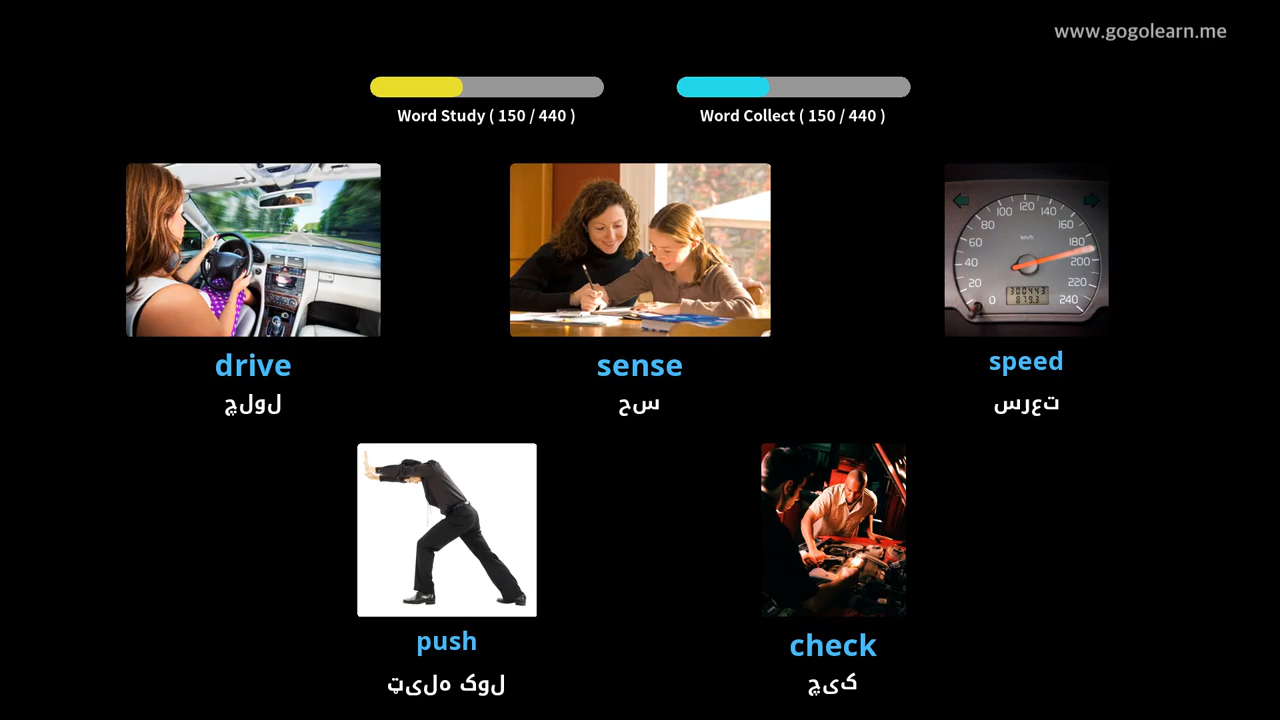 www.gogolearn.me
Word Study ( 150 / 440 )
Word Collect ( 150 / 440 )
drive
چلول
sense
حس
speed
سرعت
push
ټیله کول
check
چیک